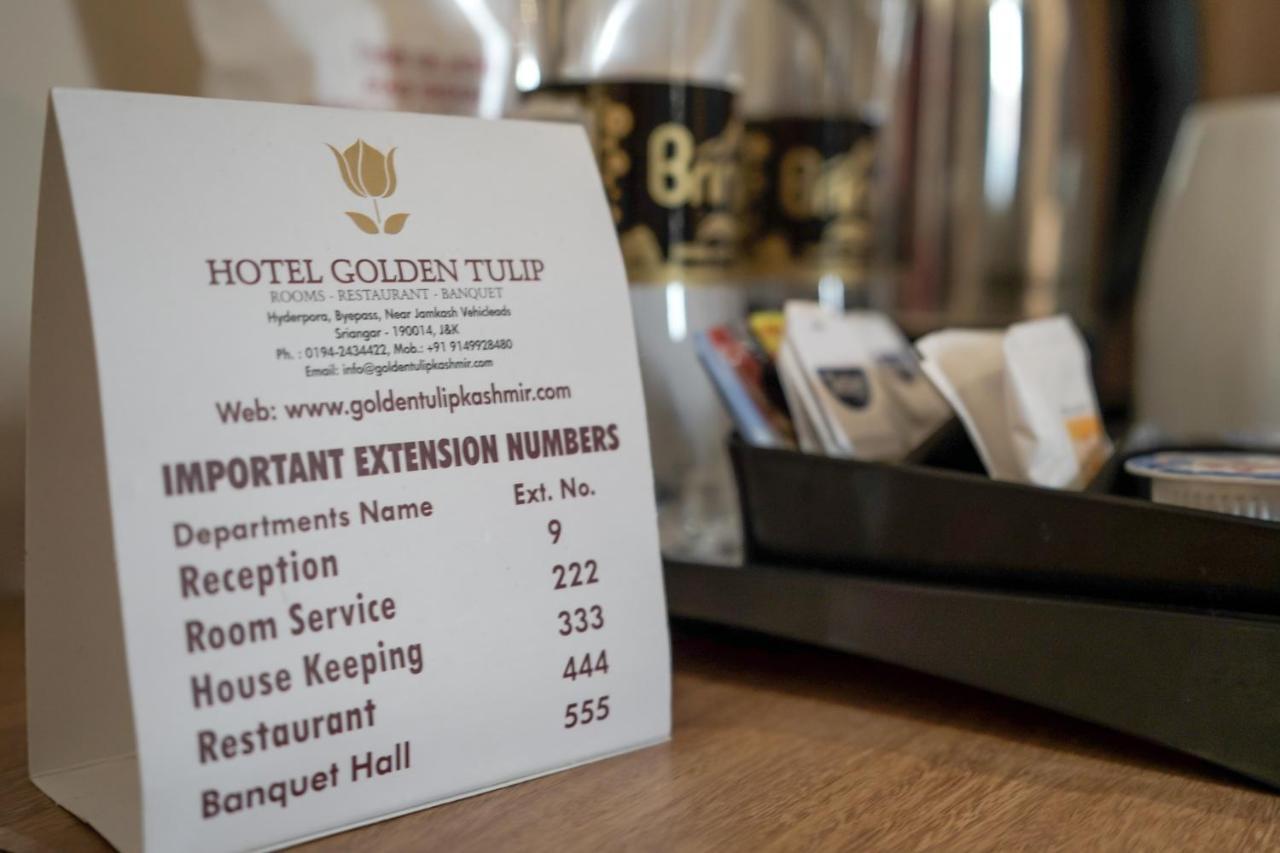 HOTEL GOLDEN TULIP
ROOMS - RESTAURANT - BANQUET
Hyderpora, Byepass, Near Jamkash Vehicleads
Sriangar - 190014, J&K
Ph. : 0194-2434422, Mob.: +91 9149928480
Email: info@goldentulipkashmir.com
Web: www.goldentulipkashmir.com
IMPORTANT EXTENSION NUMBERS
Departments Name Ext. No.
Reception 9
Room Service 222
House Keeping 333
Restaurant 444
Banquet Hall 555